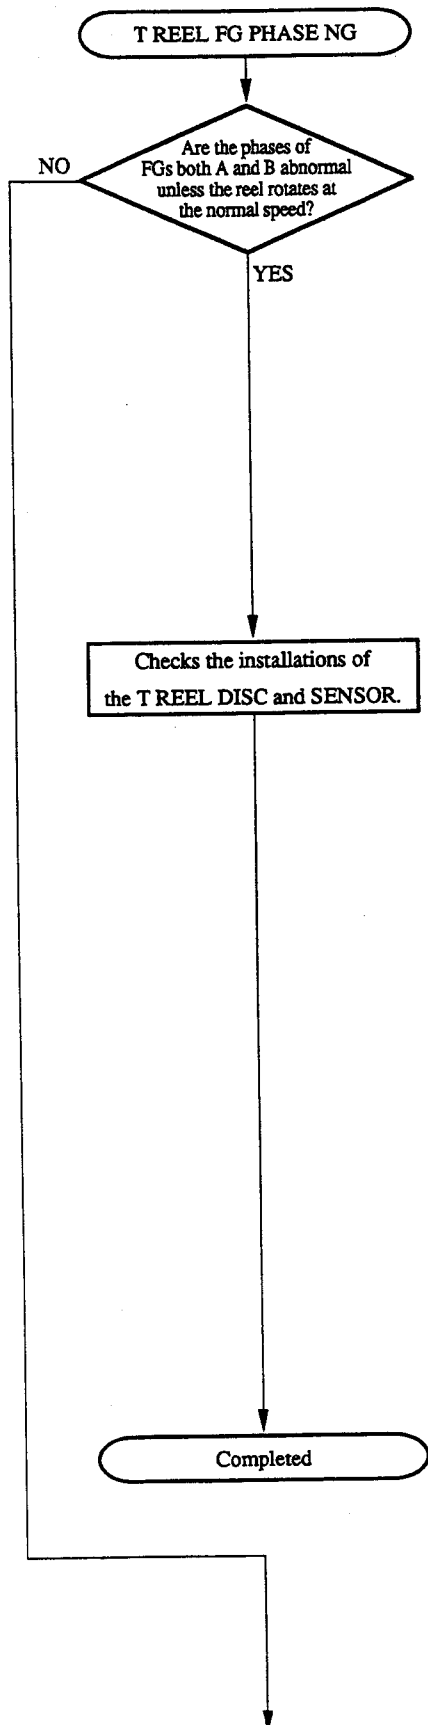 T REEL FG PHASE NG
Are the phases of
FGs both A and B abnormal
unless the reel rotates at
the normal speed?
NO
YES
Checks the installations of
the T REEL DISC and SENSOR.
Completed